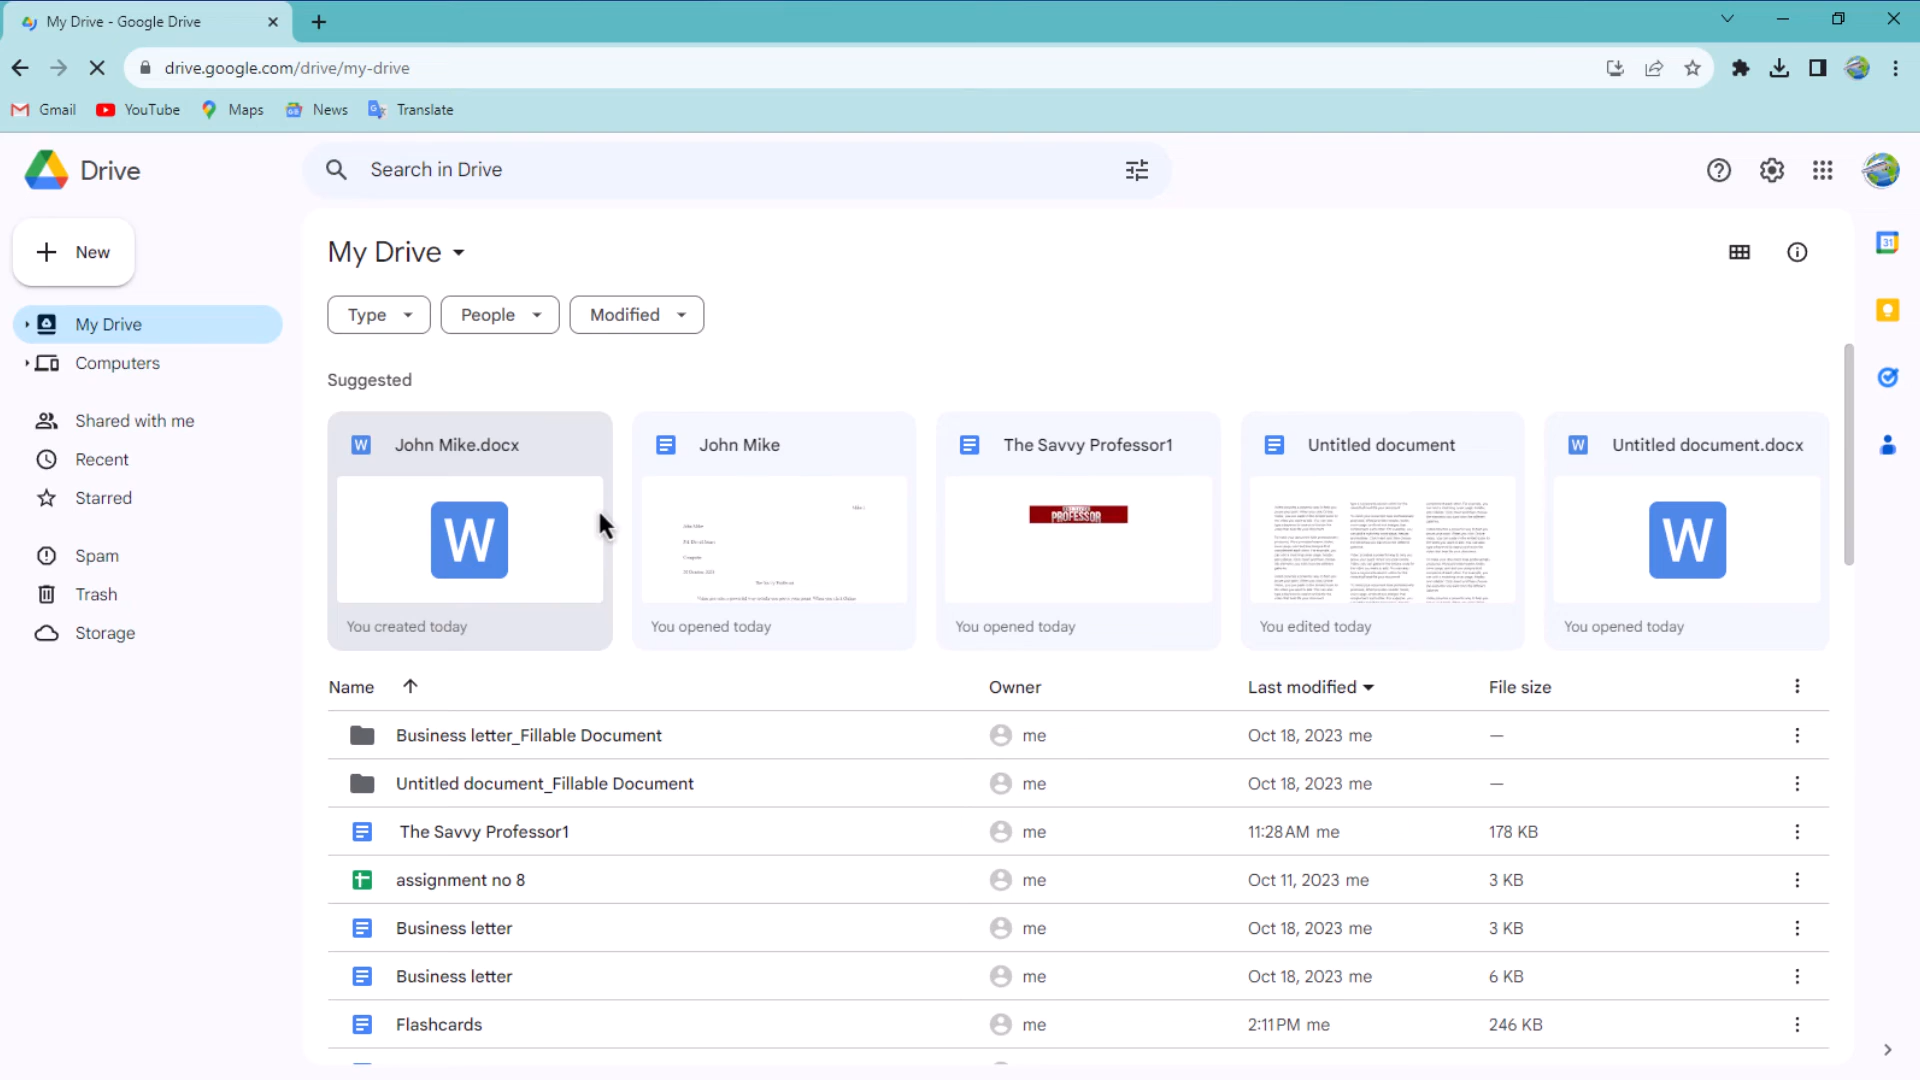 My Drive - Google Drive
drive.google.com/drive/my-drive
Gmail YouTube Maps News Translate
Drive
Search in Drive
New
My Drive
Computers
Shared with me
Recent
Starred
Spam
Trash
Storage
My Drive
Type People Modified
Suggested
W John Mike.docx
W
You created today
John Mike
John Mike
Computer
You opened today
The Savvy Professor1
PROFESSOR
You opened today
Untitled document
You edited today
W Untitled document.docx
W
You opened today
Name Owner Last modified File size
Business letter_Fillable Document me Oct 18, 2023 me —
Untitled document_Fillable Document me Oct 18, 2023 me —
The Savvy Professor1 me 11:28 AM me 178 KB
assignment no 8 me Oct 11, 2023 me 3 KB
Business letter me Oct 18, 2023 me 3 KB
Business letter me Oct 18, 2023 me 6 KB
Flashcards me 2:11 PM me 246 KB
31